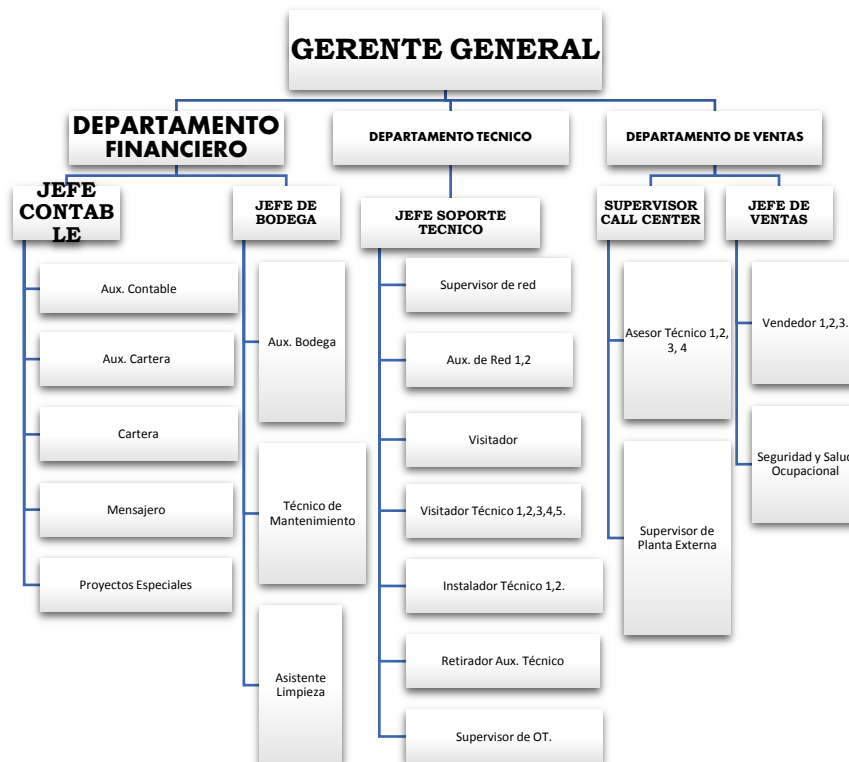 GERENTE GENERAL
DEPARTAMENTO
FINANCIERO
DEPARTAMENTO TECNICO
DEPARTAMENTO DE VENTAS
JEFE
CONTAB
LE
JEFE DE
BODEGA
JEFE SOPORTE
TECNICO
SUPERVISOR
CALL CENTER
JEFE DE
VENTAS
Aux. Contable
Aux. Cartera
Cartera
Mensajero
Proyectos Especiales
Aux. Bodega
Técnico de
Mantenimiento
Asistente
Limpieza
Supervisor de red
Aux. de Red 1,2
Visitador
Visitador Técnico 1,2,3,4,5.
Instalador Técnico 1,2.
Retirador Aux. Técnico
Supervisor de OT.
Asesor Técnico 1,2,
3, 4
Supervisor de
Planta Externa
Vendedor 1,2,3.
Seguridad y Salud
Ocupacional